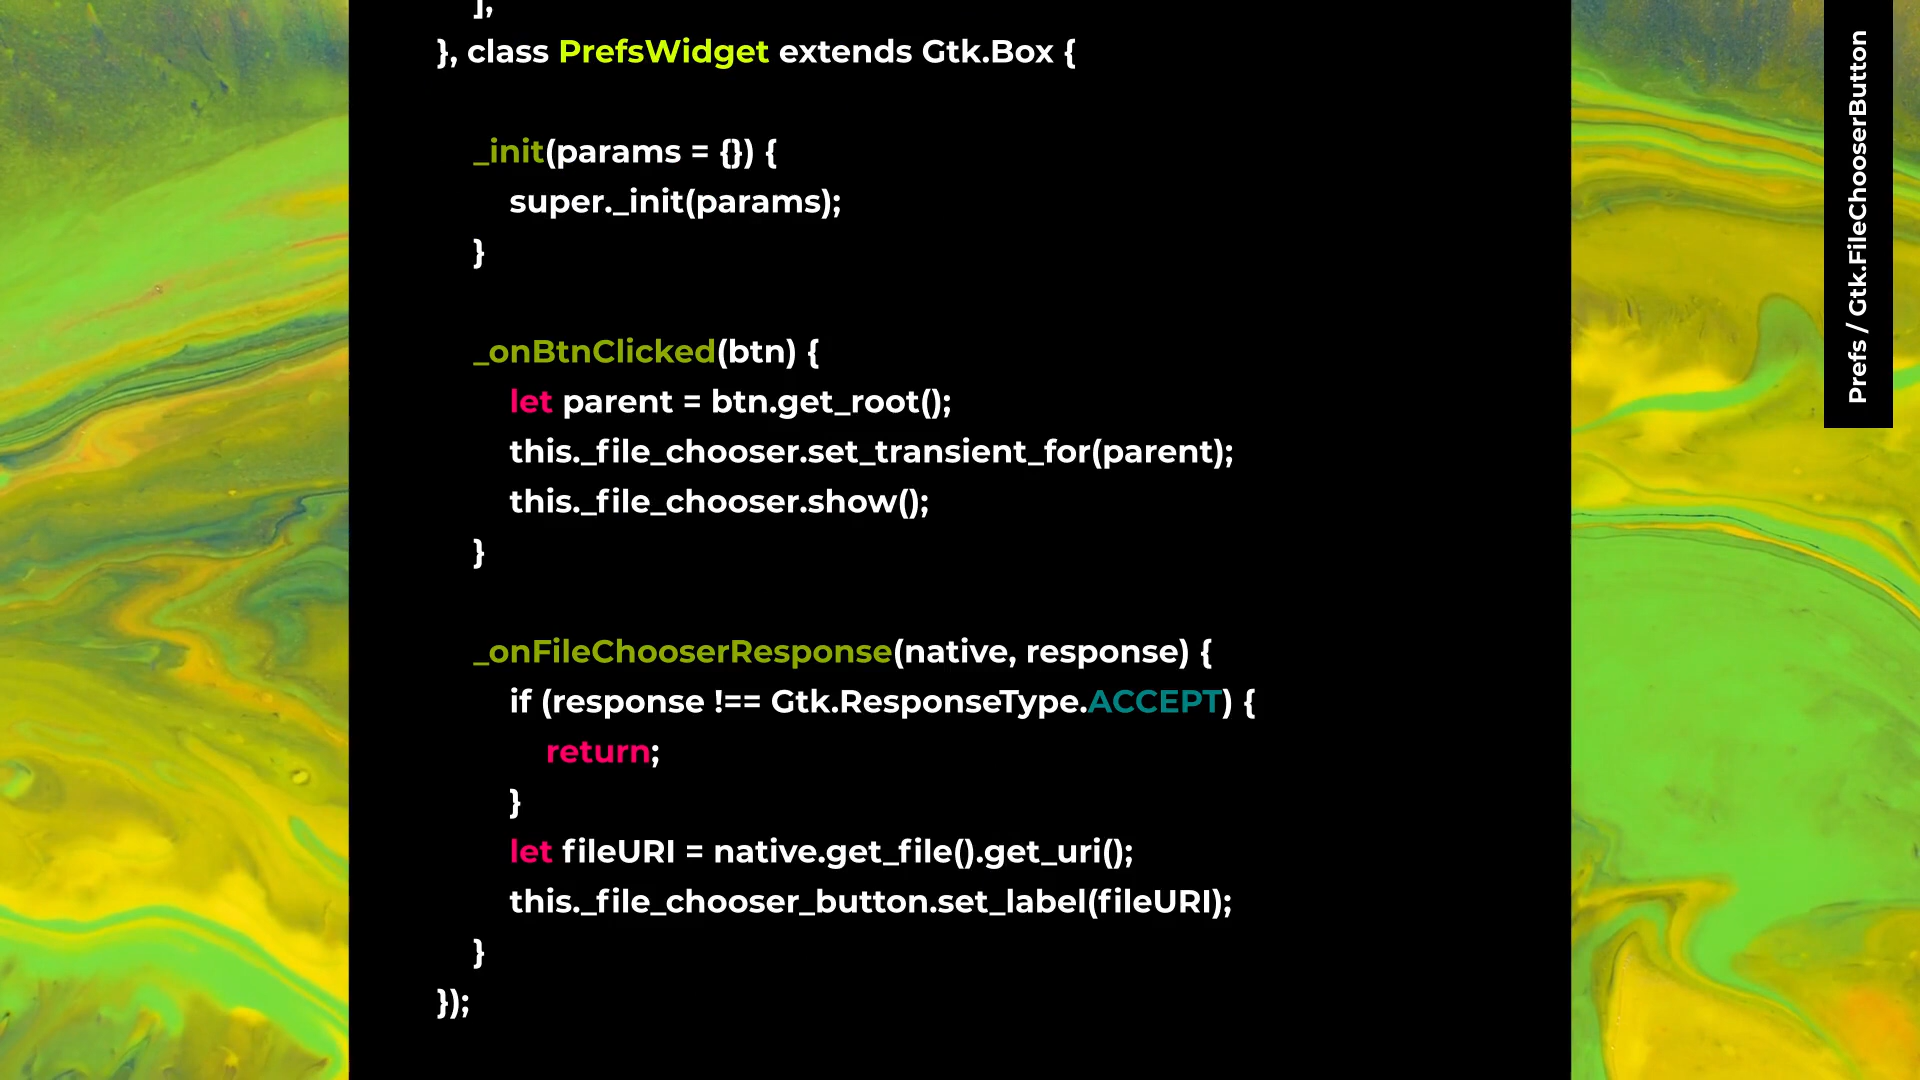 ],
}, class PrefsWidget extends Gtk.Box {
_init(params = {}) {
super._init(params);
}
_onBtnClicked(btn) {
let parent = btn.get_root();
this._file_chooser.set_transient_for(parent);
this._file_chooser.show();
}
_onFileChooserResponse(native, response) {
if (response !== Gtk.ResponseType.ACCEPT) {
return;
}
let fileURI = native.get_file().get_uri();
this._file_chooser_button.set_label(fileURI);
}
});
Prefs / Gtk.FileChooserButton